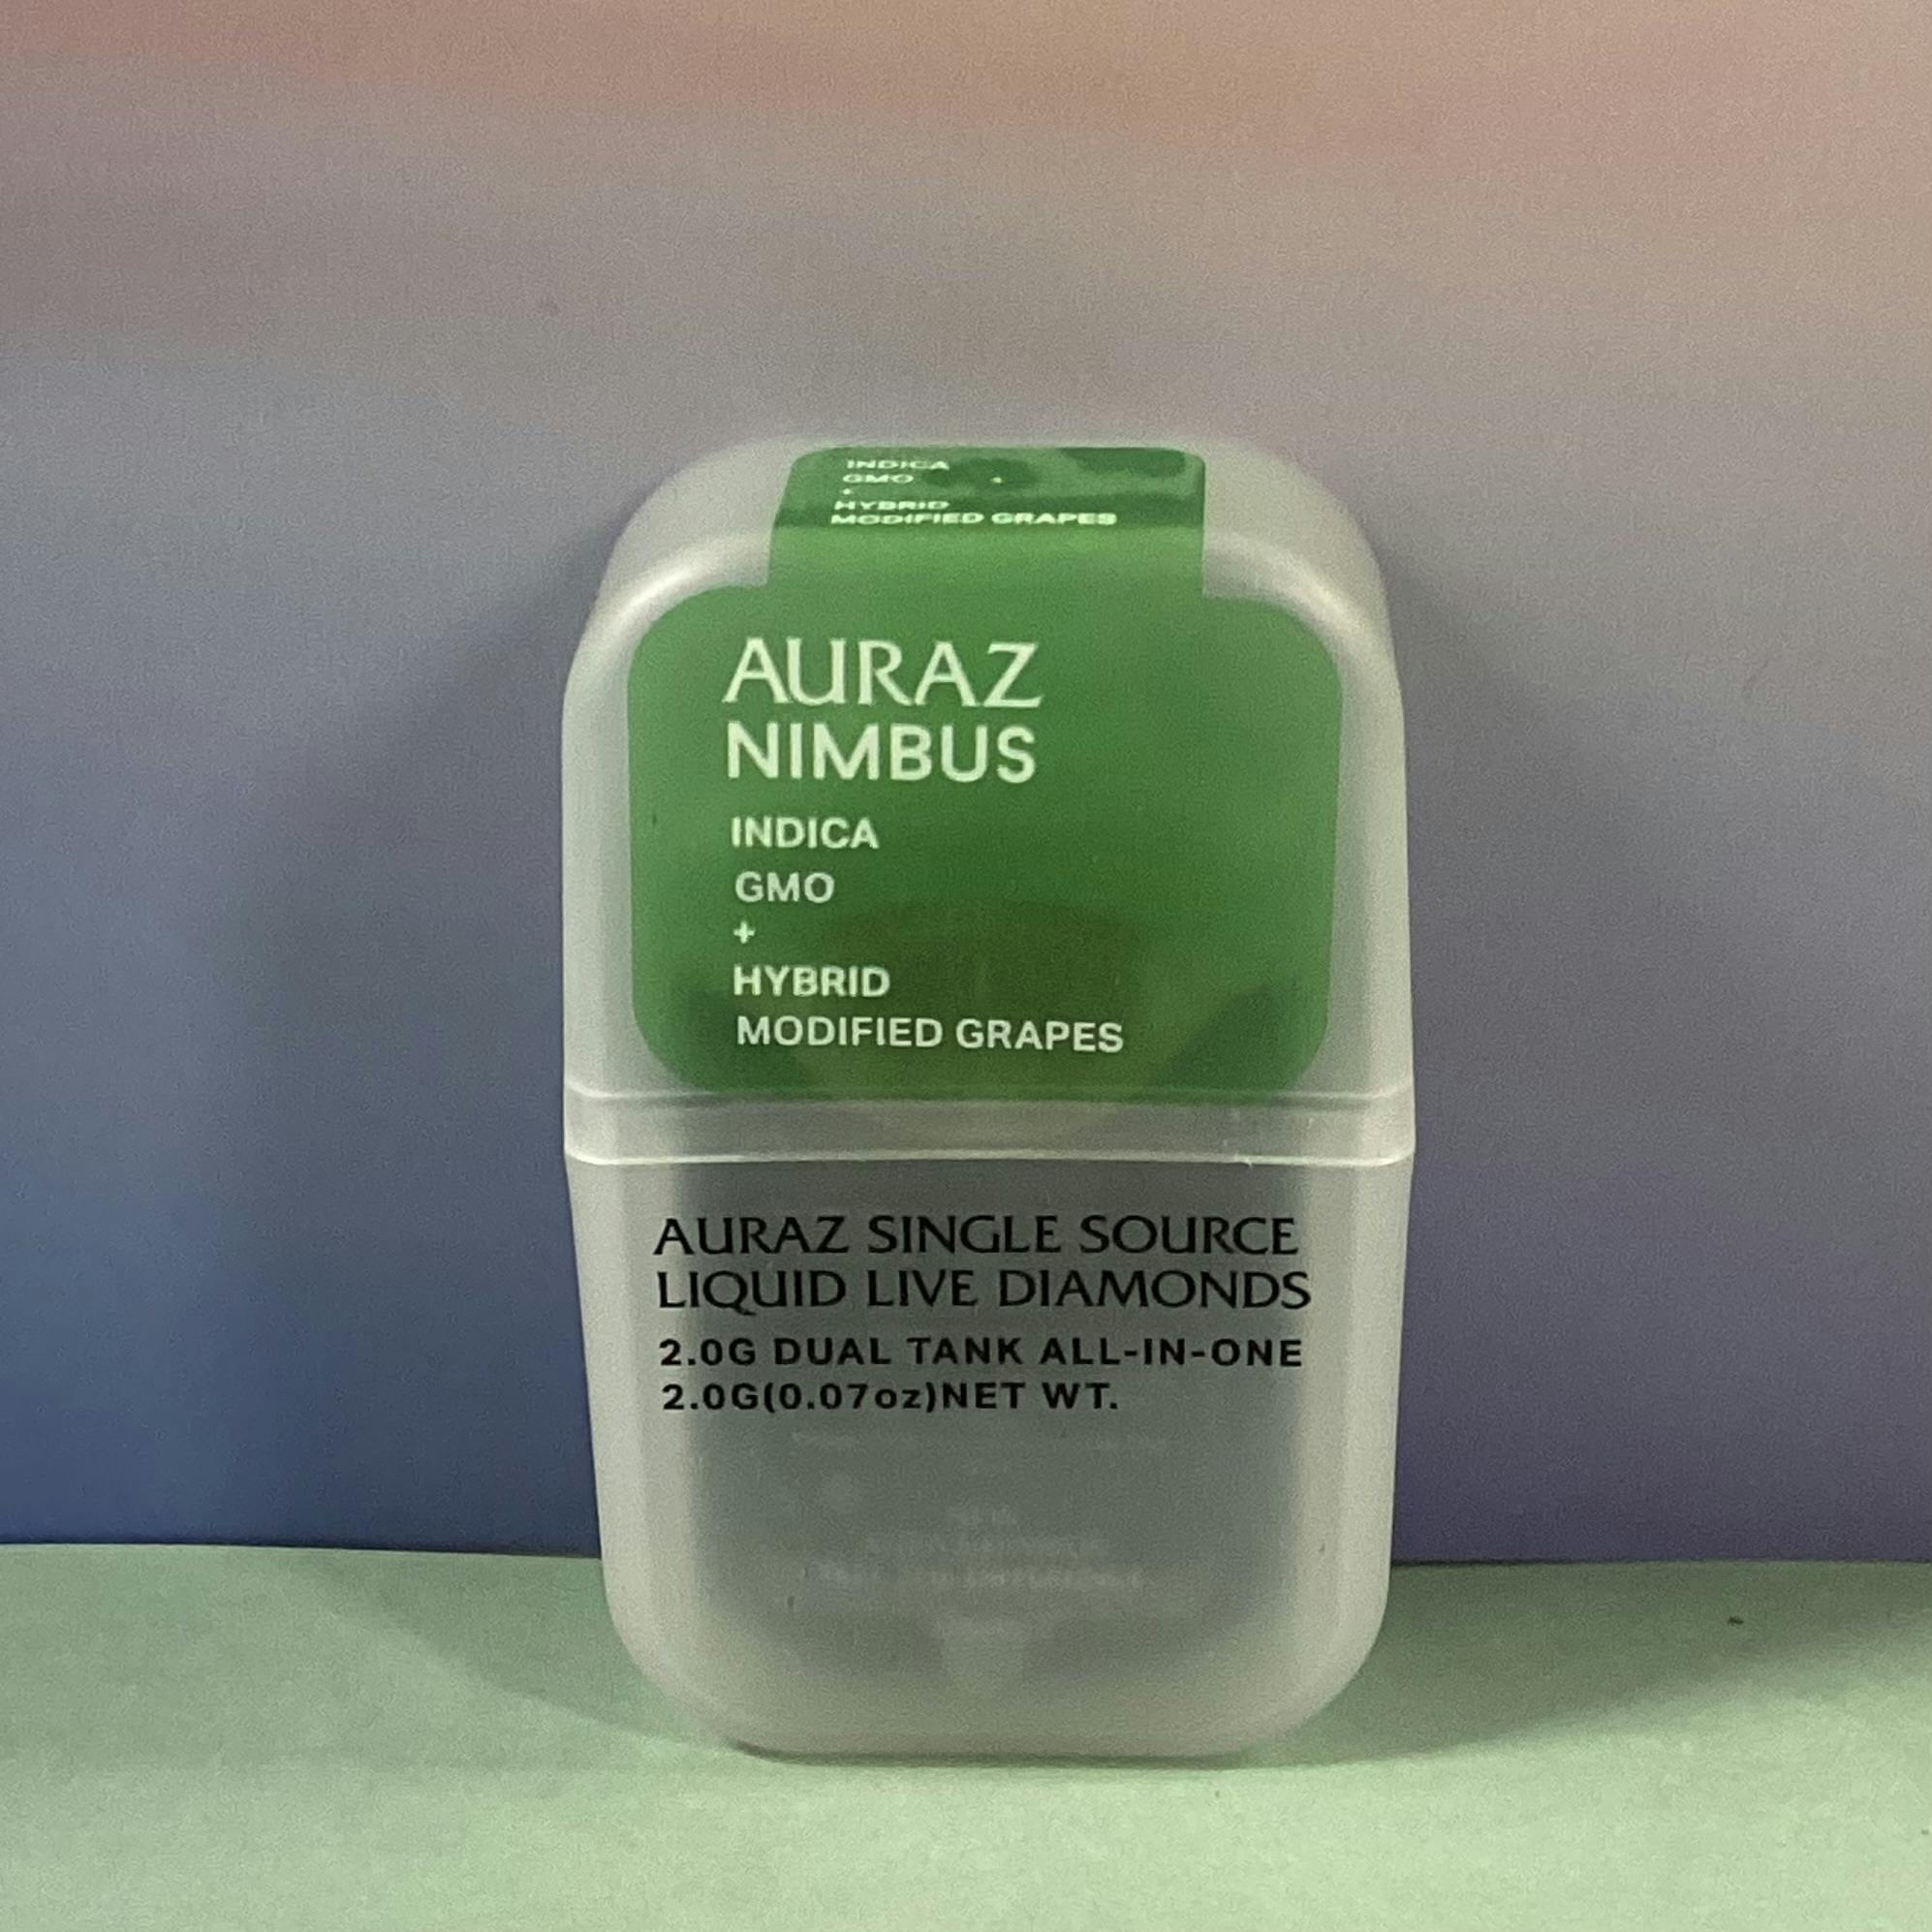 INDICA
GMO
+
HYBRID
MODIFIED GRAPES
AURAZ
NIMBUS
INDICA
GMO
+
HYBRID
MODIFIED GRAPES
AURAZ SINGLE SOURCE
LIQUID LIVE DIAMONDS
2.0G DUAL TANK ALL-IN-ONE
2.0G(0.07oz)NET WT.